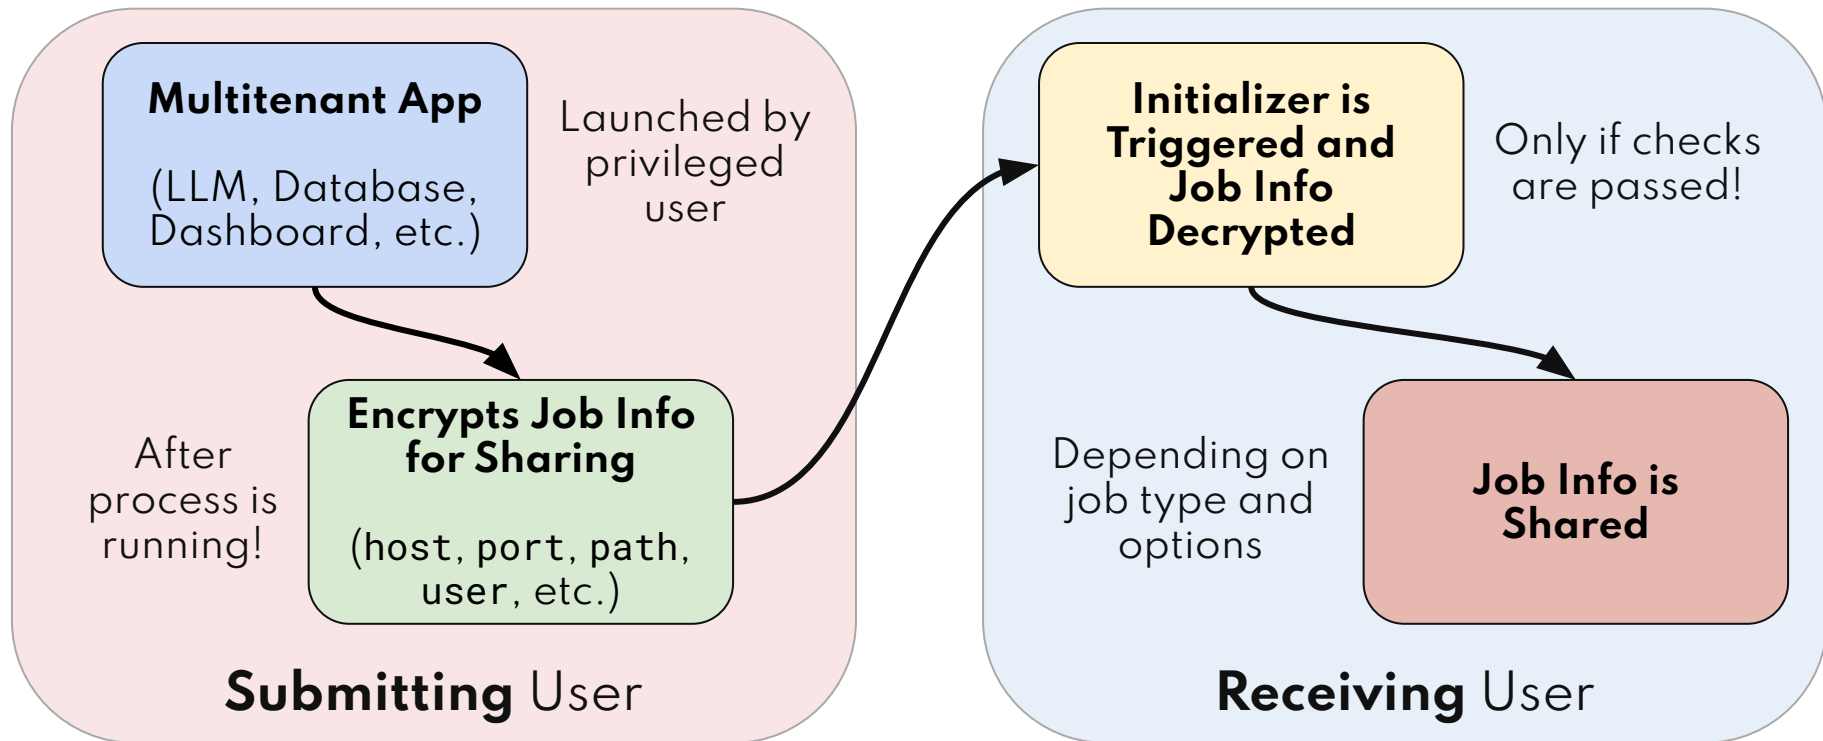 Multitenant App
(LLM, Database,
Dashboard, etc.)
Launched by
privileged
user
After
process is
running!
Encrypts Job Info
for Sharing
(host, port, path,
user, etc.)
Submitting User
Initializer is
Triggered and
Job Info
Decrypted
Only if checks
are passed!
Depending on
job type and
options
Job Info is
Shared
Receiving User